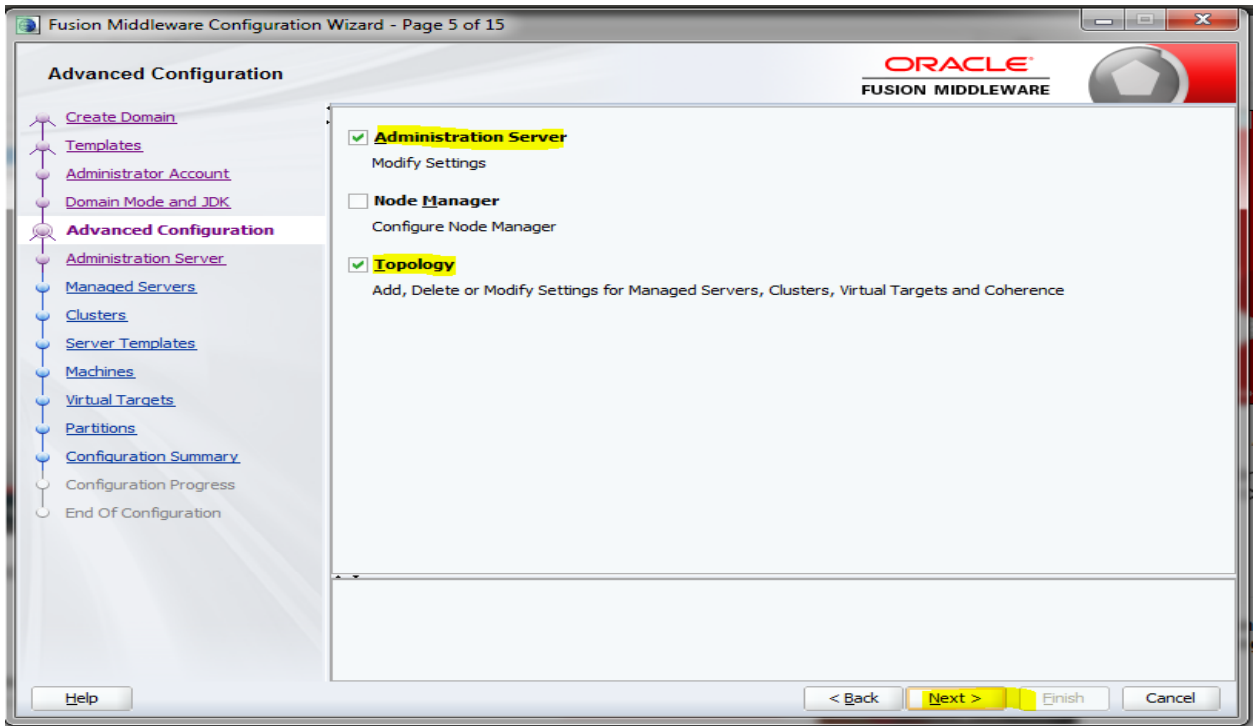 Fusion Middleware Configuration Wizard - Page 5 of 15
Advanced Configuration
ORACLE
FUSION MIDDLEWARE
Create Domain
Templates
Administrator Account
Domain Mode and JDK
Advanced Configuration
Administration Server
Managed Servers
Clusters
Server Templates
Machines
Virtual Targets
Partitions
Configuration Summary
Configuration Progress
End Of Configuration
Administration Server
Modify Settings
Node Manager
Configure Node Manager
Topology
Add, Delete or Modify Settings for Managed Servers, Clusters, Virtual Targets and Coherence
Help
< Back
Next >
Finish
Cancel